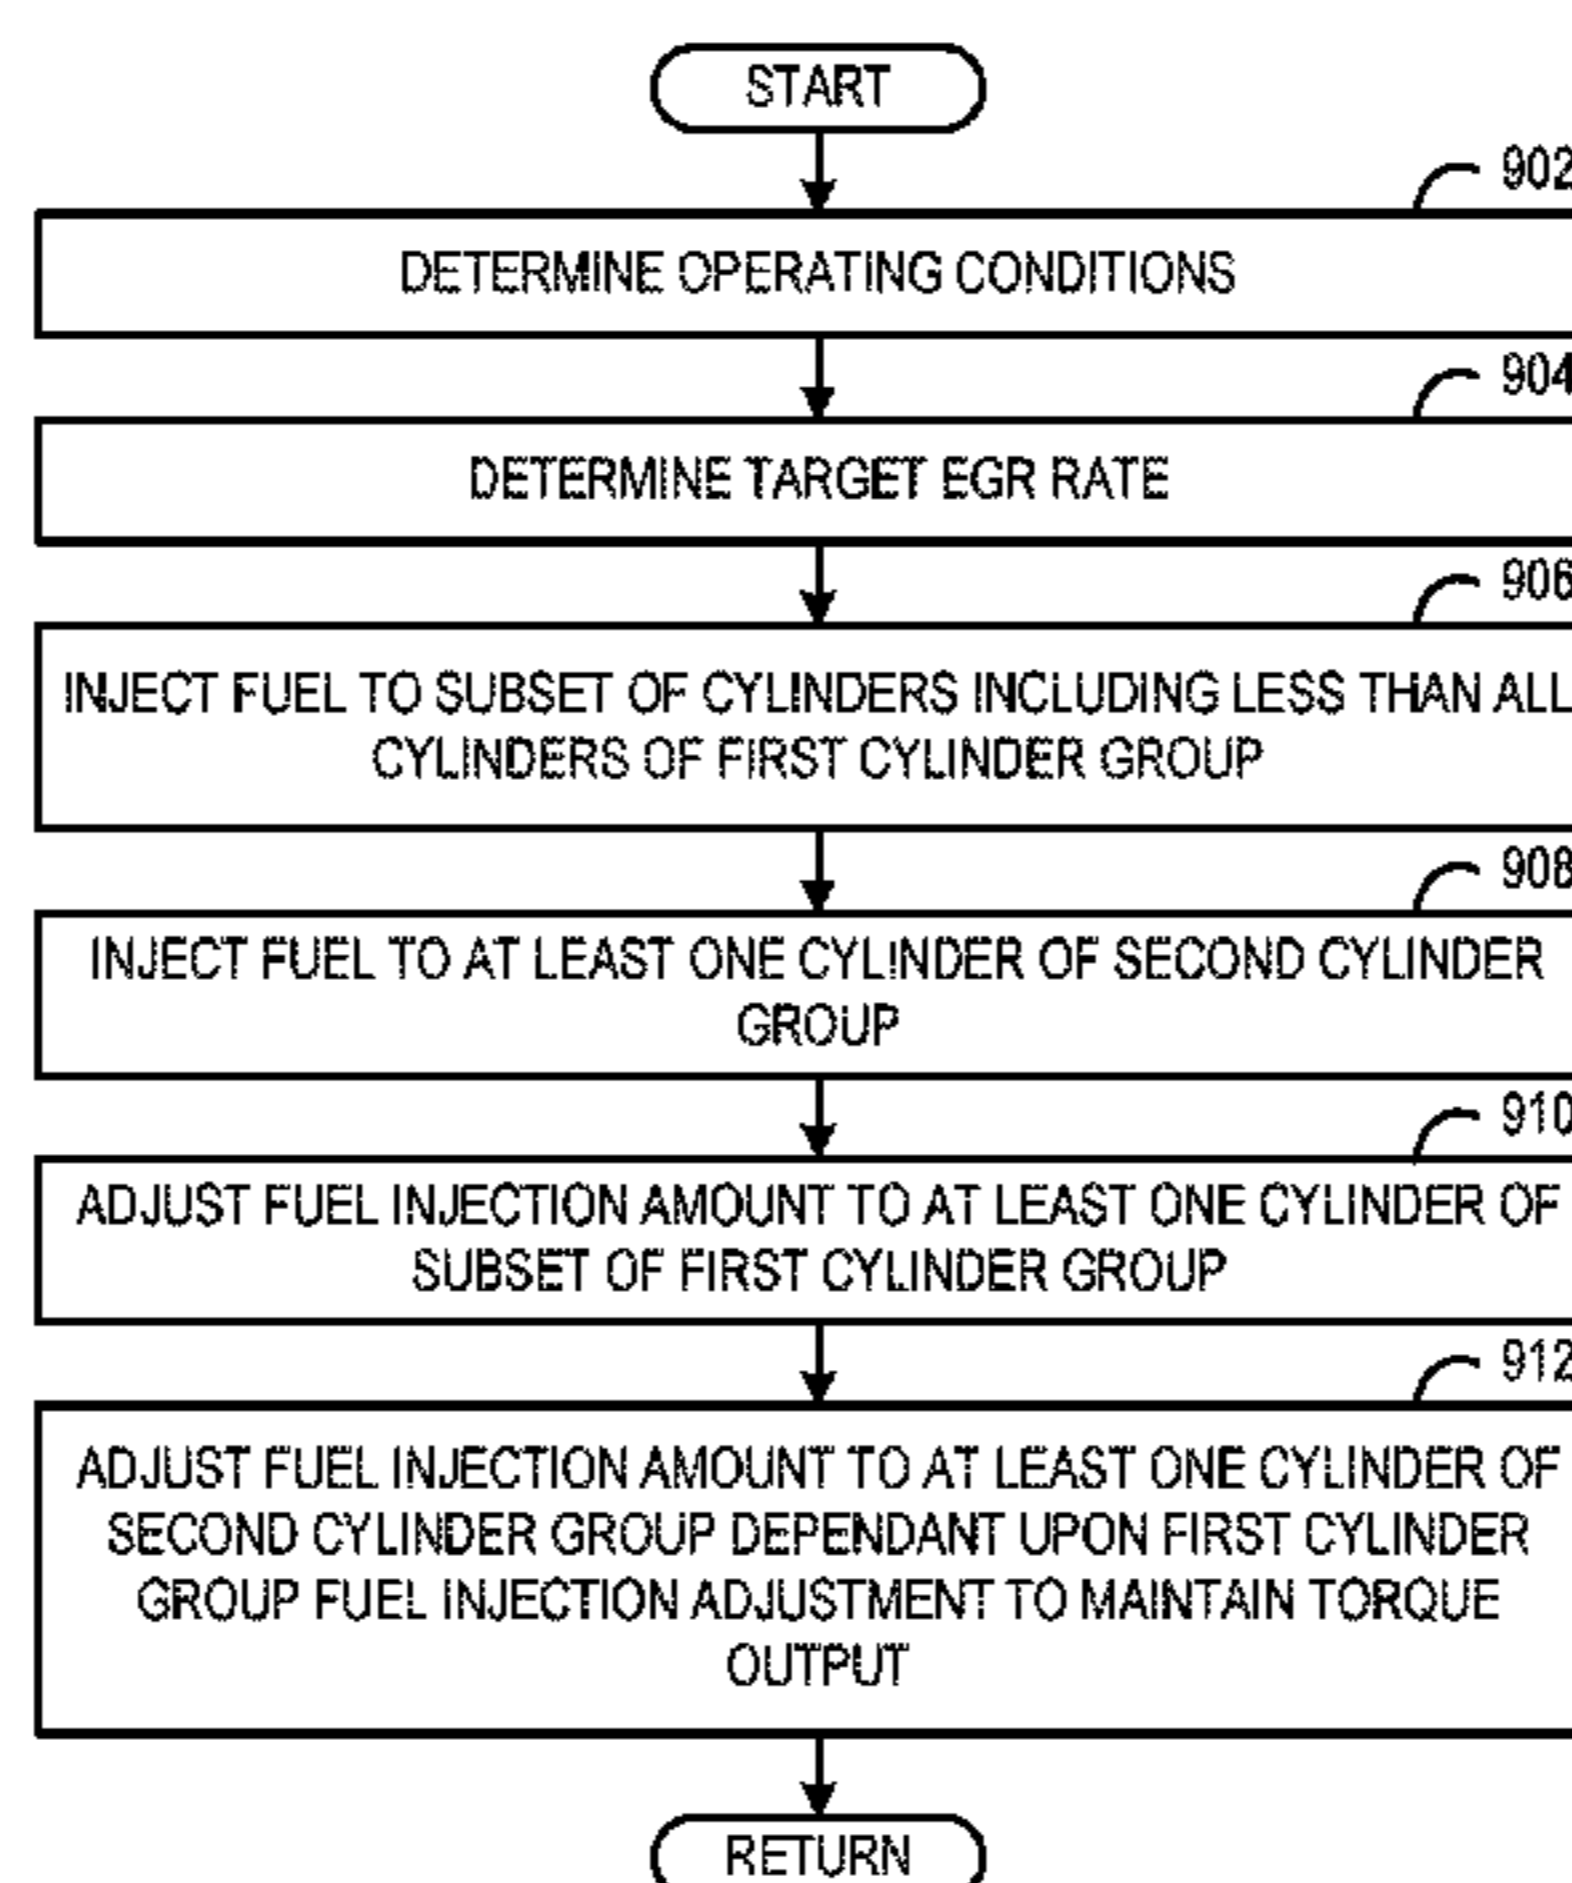 START
902
DETERMINE OPERATING CONDITIONS
904
DETERMINE TARGET EGR RATE
906
INJECT FUEL TO SUBSET OF CYLINDERS INCLUDING LESS THAN ALL
CYLINDERS OF FIRST CYLINDER GROUP
908
INJECT FUEL TO AT LEAST ONE CYLINDER OF SECOND CYLINDER
GROUP
910
ADJUST FUEL INJECTION AMOUNT TO AT LEAST ONE CYLINDER OF
SUBSET OF FIRST CYLINDER GROUP
912
ADJUST FUEL INJECTION AMOUNT TO AT LEAST ONE CYLINDER OF
SECOND CYLINDER GROUP DEPENDANT UPON FIRST CYLINDER
GROUP FUEL INJECTION ADJUSTMENT TO MAINTAIN TORQUE
OUTPUT
RETURN